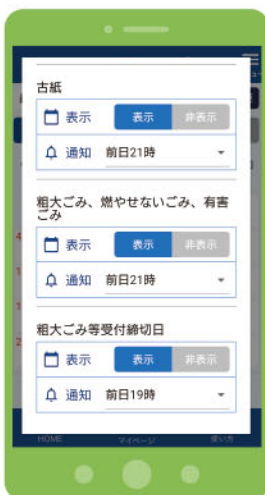 古紙
表示 表示 非表示
通知 前日21時
粗大ごみ、燃やせないごみ、有害
ごみ
表示 表示 非表示
通知 前日21時
粗大ごみ等受付締切日
表示 表示 非表示
通知 前日19時
HOME マイページ 使い方